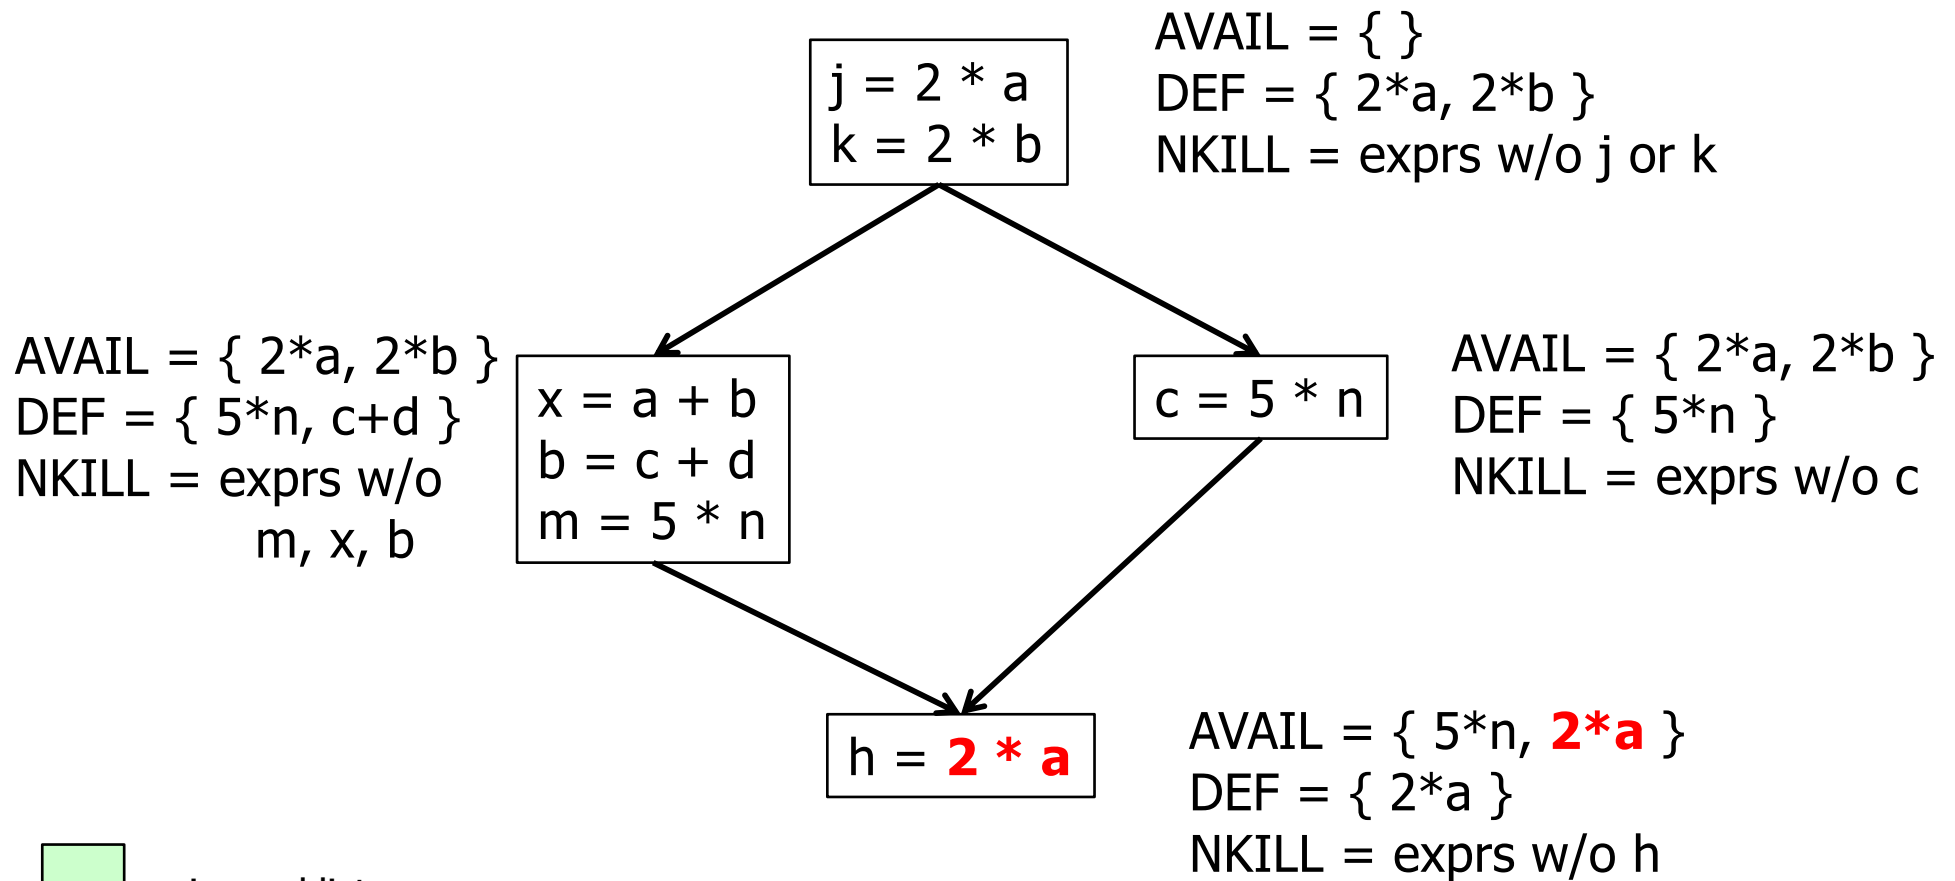 j = 2 * a
k = 2 * b
AVAIL = { }
DEF = { 2*a, 2*b }
NKILL = exprs w/o j or k
AVAIL = { 2*a, 2*b }
DEF = { 5*n, c+d }
NKILL = exprs w/o
m, x, b
x = a + b
b = c + d
m = 5 * n
c = 5 * n
AVAIL = { 2*a, 2*b }
DEF = { 5*n }
NKILL = exprs w/o c
h = 2 * a
AVAIL = { 5*n, 2*a }
DEF = { 2*a }
NKILL = exprs w/o h